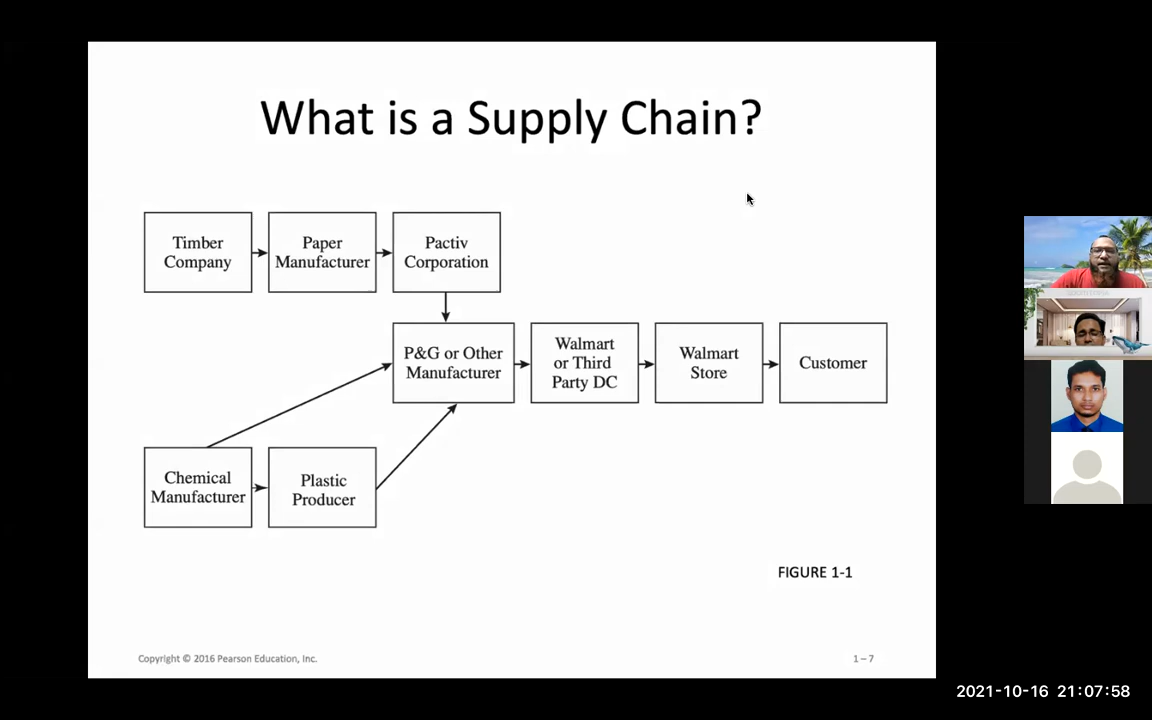 What is a Supply Chain?
Timber
Company
Paper
Manufacturer
Pactiv
Corporation
P&G or Other
Manufacturer
Walmart
or Third
Party DC
Walmart
Store
Customer
Chemical
Manufacturer
Plastic
Producer
FIGURE 1-1
Copyright © 2016 Pearson Education, Inc.
1 – 7
2021-10-16 21:07:58